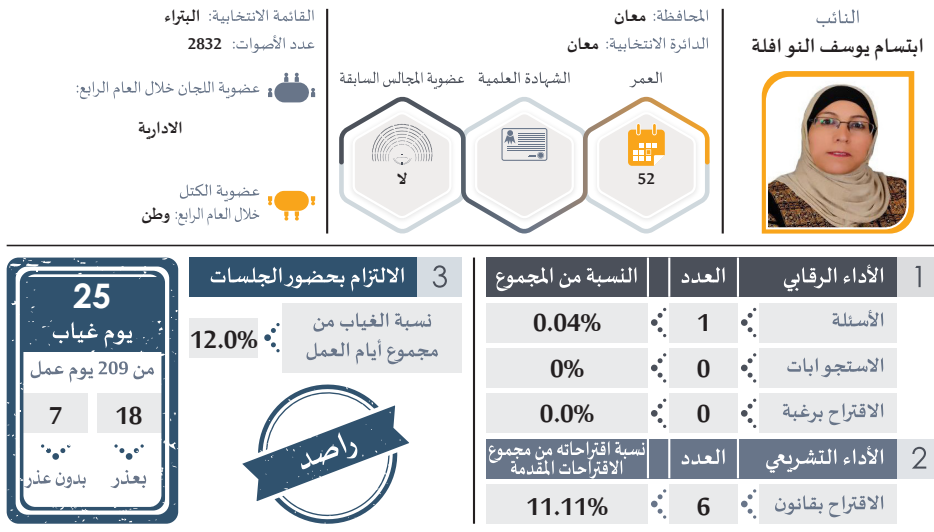 النائب
ابتسام يوسف النوافلة
المحافظة: معان
الدائرة الانتخابية: معان
العمر
52
الشهادة العلمية
عضوية المجالس السابقة
لا
القائمة الانتخابية: البتراء
عدد الأصوات: 2832
عضوية اللجان خلال العام الرابع:
الادارية
عضوية الكتل
خلال العام الرابع: وطن
1 الأداء الرقابي العدد النسبة من المجموع
الأسئلة 1 0.04%
الاستجوابات 0 0%
الاقتراح برغبة 0 0.0%
2 الأداء التشريعي العدد نسبة اقتراحاته من مجموع
الاقتراحات المقدمة
الاقتراح بقانون 6 11.11%
3 الالتزام بحضور الجلسات
نسبة الغياب من
مجموع أيام العمل
12.0%
راصد
25
يوم غياب
من 209 يوم عمل
18 7
بعذر بدون عذر